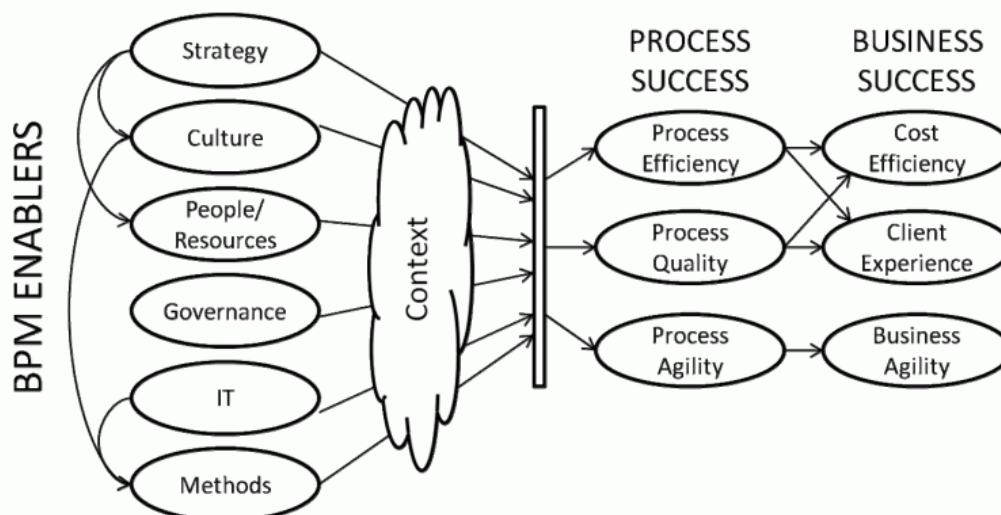 BPM ENABLERS
Strategy
Culture
People/
Resources
Governance
IT
Methods
Context
PROCESS
SUCCESS
Process
Efficiency
Process
Quality
Process
Agility
BUSINESS
SUCCESS
Cost
Efficiency
Client
Experience
Business
Agility